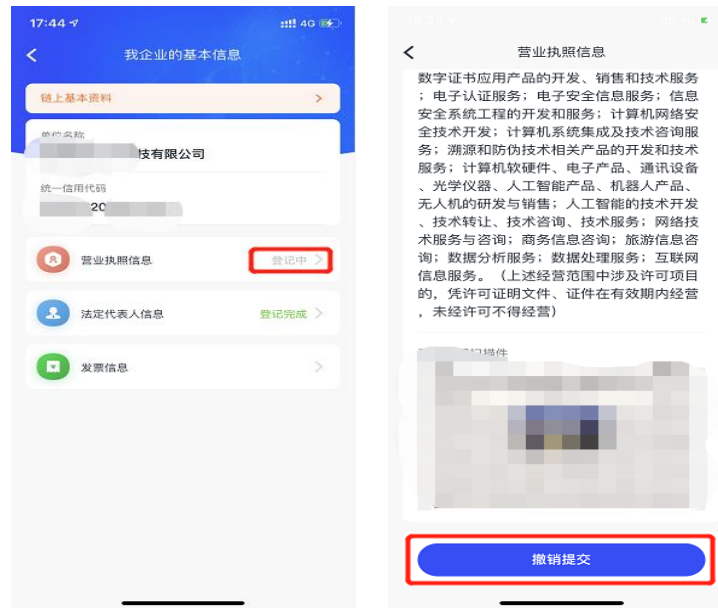 17:44
4G
我企业的基本信息
链上基本资料
单位名称
技有限公司
统一信用代码
20
营业执照信息
登记中
法定代表人信息
登记完成
发票信息
营业执照信息
数字证书应用产品的开发、销售和技术服务
；电子认证服务；电子安全信息服务；信息
安全系统工程的开发和服务；计算机网络安
全技术开发；计算机系统集成及技术咨询服
务；溯源和防伪技术相关产品的开发和技术
服务；计算机软硬件、电子产品、通讯设备
、光学仪器、人工智能产品、机器人产品、
无人机的研发与销售；人工智能的技术开发
、技术转让、技术咨询、技术服务；网络技
术服务与咨询；商务信息咨询；旅游信息咨
询；数据分析服务；数据处理服务；互联网
信息服务。（上述经营范围中涉及许可项目
的，凭许可证明文件、证件在有效期内经营
，未经许可不得经营）
描件
撤销提交